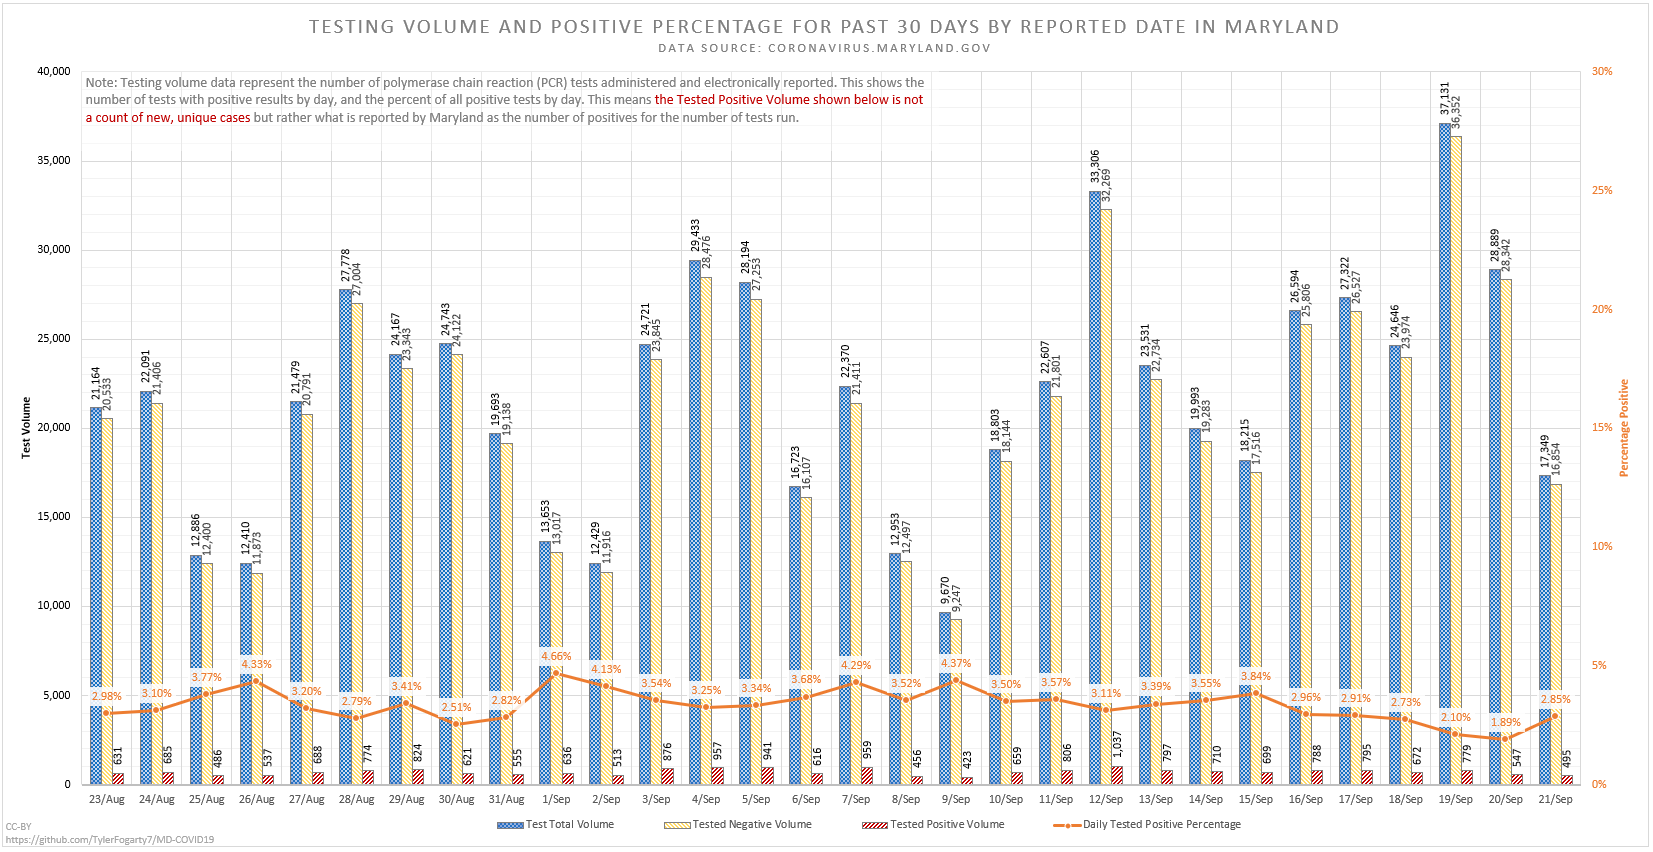 TESTING VOLUME AND POSITIVE PERCENTAGE FOR PAST 30 DAYS BY REPORTED DATE IN MARYLAND
DATA SOURCE: CORONAVIRUS.MARYLAND.GOV
Note: Testing volume data represent the number of polymerase chain reaction (PCR) tests administered and electronically reported. This shows the
number of tests with positive results by day, and the percent of all positive tests by day. This means the Tested Positive Volume shown below is not
a count of new, unique cases but rather what is reported by Maryland as the number of positives for the number of tests run.
Test Volume
40,000
35,000
30,000
25,000
20,000
15,000
10,000
5,000
0
Percentage Positive
30%
25%
20%
15%
10%
5%
0%
21,164 20,533 2.98% 631 23/Aug
22,091 21,406 3.10% 685 24/Aug
12,886 12,400 3.77% 486 25/Aug
12,410 11,873 4.33% 537 26/Aug
21,479 20,791 3.20% 688 27/Aug
27,778 27,004 2.79% 774 28/Aug
24,167 23,343 3.41% 824 29/Aug
24,743 24,122 2.51% 621 30/Aug
19,693 19,138 2.82% 555 31/Aug
13,653 13,017 4.66% 636 1/Sep
12,429 11,916 4.13% 513 2/Sep
24,721 23,845 3.54% 876 3/Sep
29,433 28,476 3.25% 957 4/Sep
28,194 27,253 3.34% 941 5/Sep
16,723 16,107 3.68% 616 6/Sep
22,370 21,411 4.29% 959 7/Sep
12,953 12,497 3.52% 456 8/Sep
9,670 9,247 4.37% 423 9/Sep
18,803 18,144 3.50% 659 10/Sep
22,607 21,801 3.57% 806 11/Sep
33,306 32,269 3.11% 1,037 12/Sep
23,531 22,734 3.39% 797 13/Sep
19,993 19,283 3.55% 710 14/Sep
18,215 17,516 3.84% 699 15/Sep
26,594 25,806 2.96% 788 16/Sep
27,322 26,527 2.91% 795 17/Sep
24,646 23,974 2.73% 672 18/Sep
37,131 36,352 2.10% 779 19/Sep
28,889 28,342 1.89% 547 20/Sep
17,349 16,854 2.85% 495 21/Sep
Test Total Volume
Tested Negative Volume
Tested Positive Volume
Daily Tested Positive Percentage
CC-BY
https://github.com/TylerFogarty7/MD-COVID19